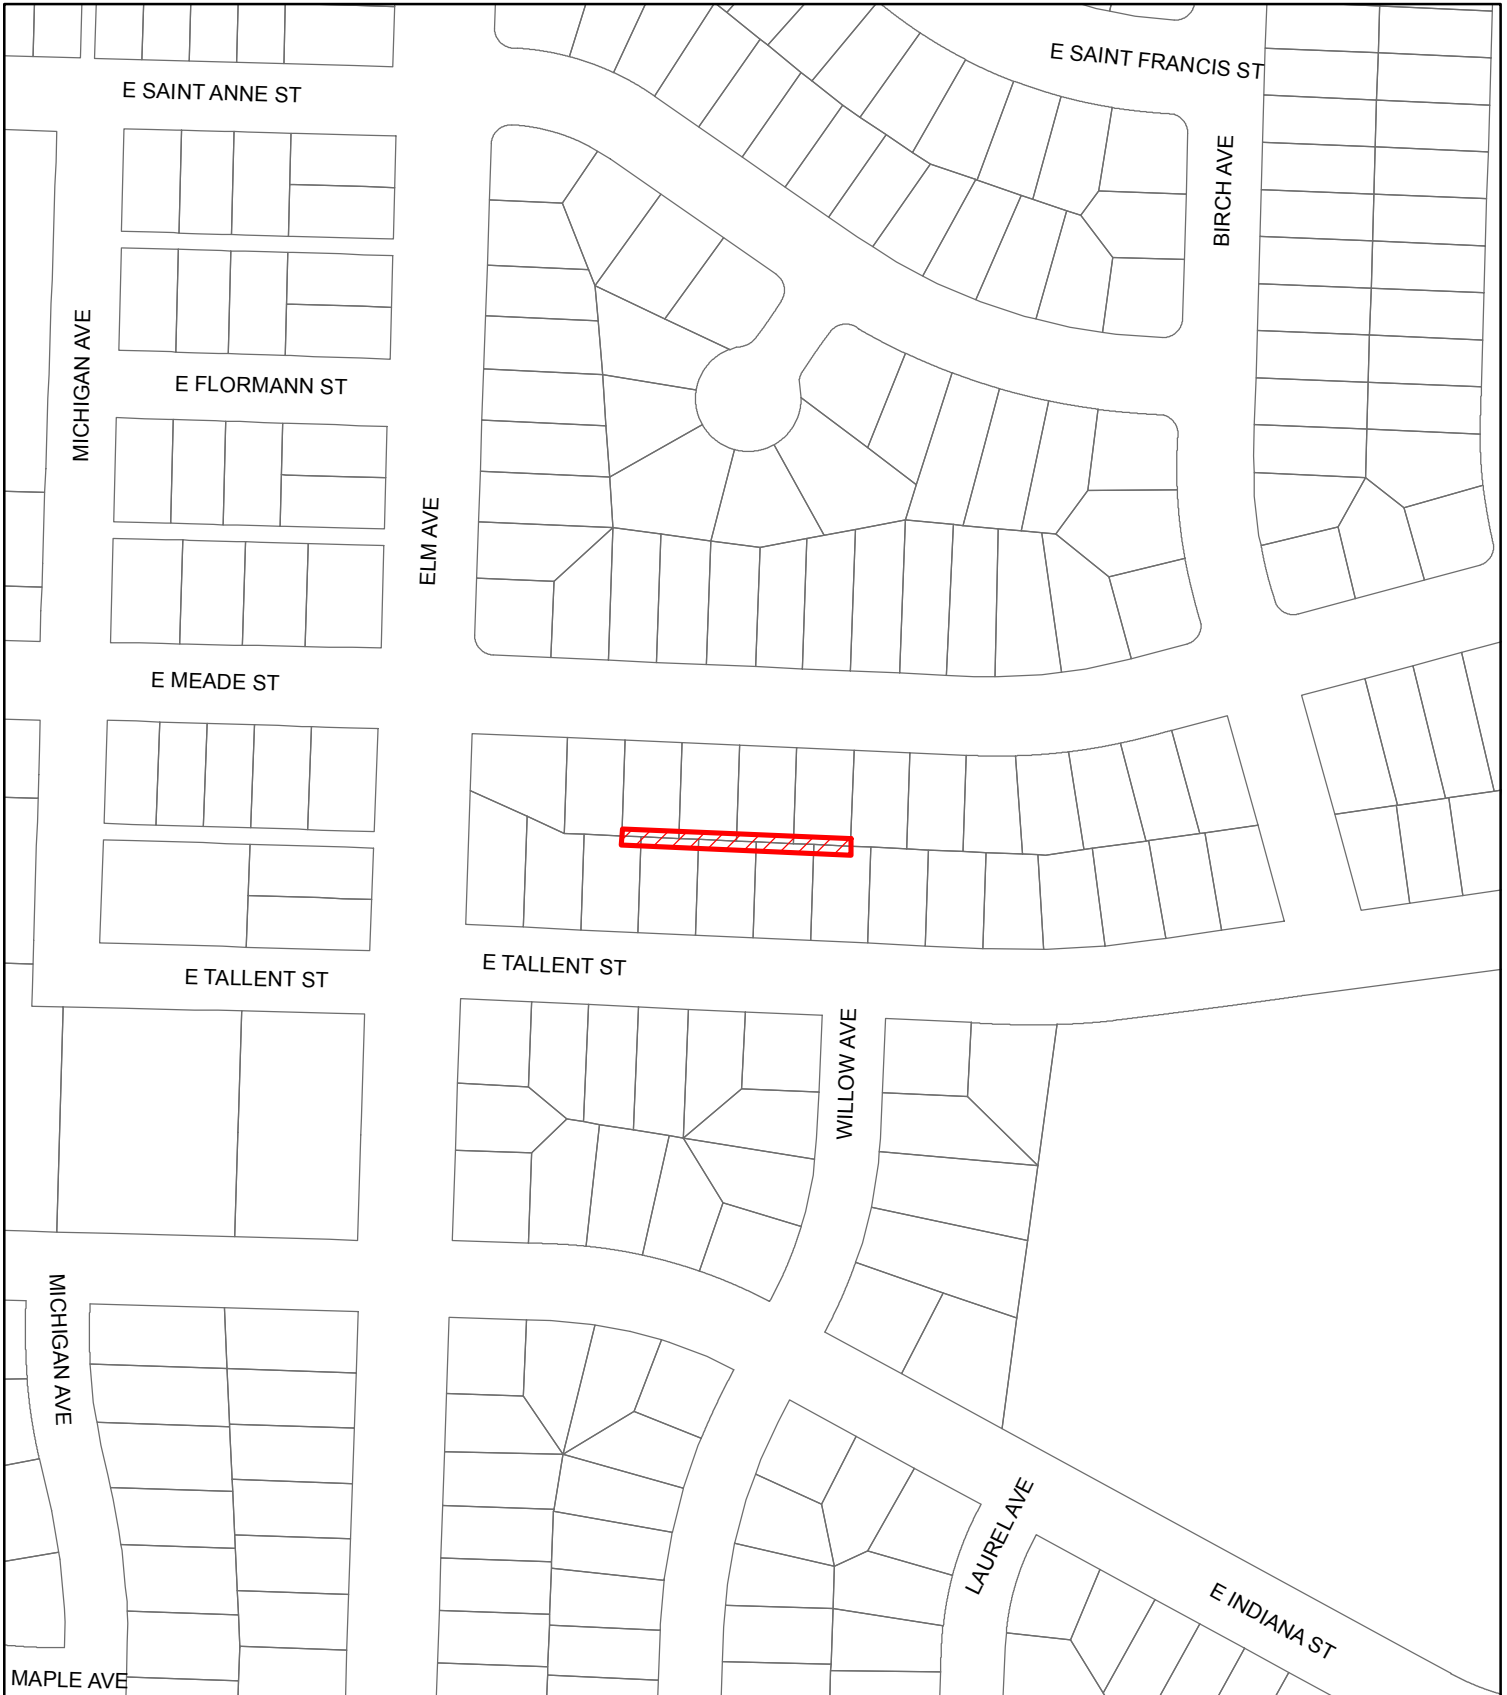 E SAINT FRANCIS ST
E SAINT ANNE ST
BIRCH AVE
MICHIGAN AVE
E FLORMANN ST
ELM AVE
E MEADE ST
E TALLENT ST
E TALLENT ST
WILLOW AVE
MICHIGAN AVE
LAUREL AVE
E INDIANA ST
MAPLE AVE